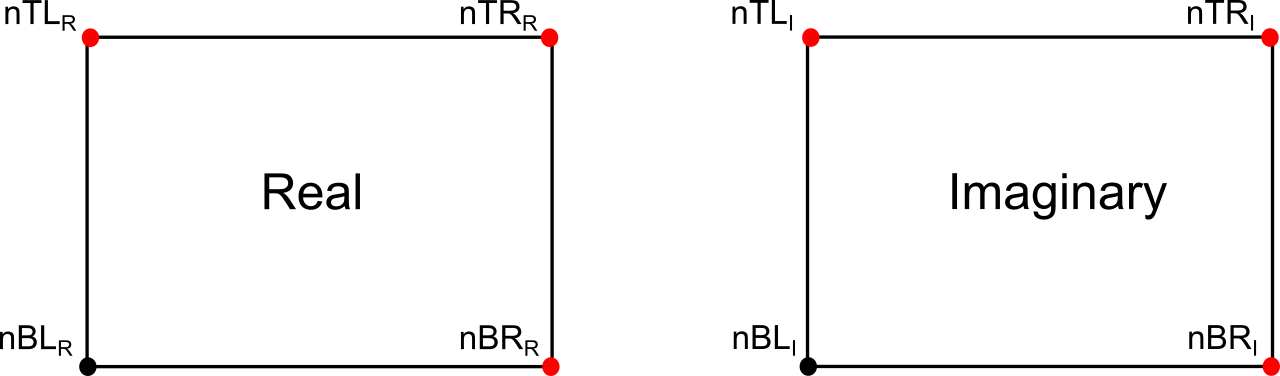 nTL_R nTR_R nTL_I nTR_I
Real Imaginary
nBL_R nBR_R nBL_I nBR_I